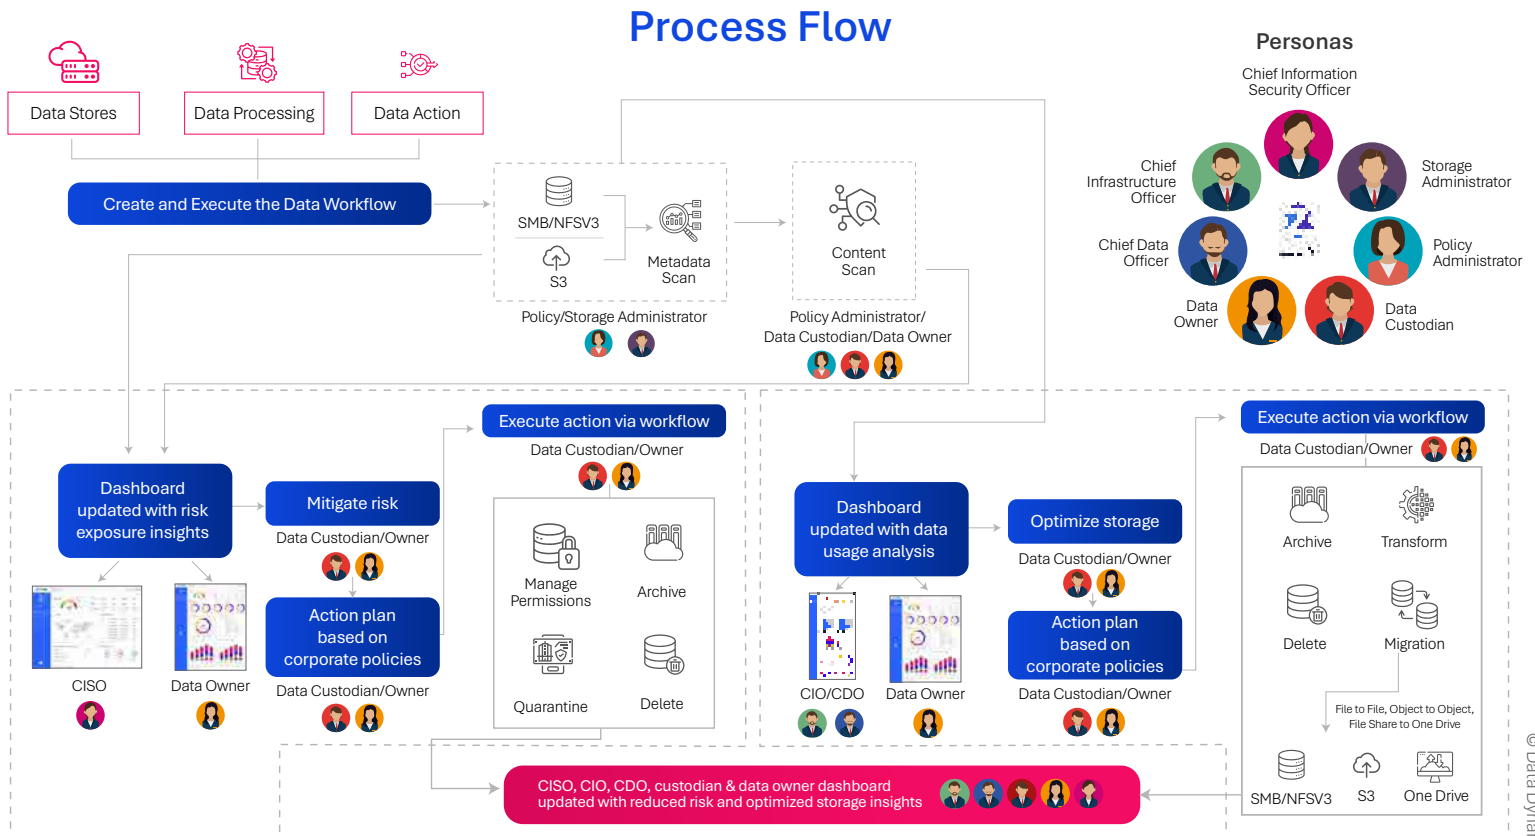 Process Flow
Data Stores
Data Processing
Data Action
Create and Execute the Data Workflow
SMB/NFSV3
S3
Metadata
Scan
Policy/Storage Administrator
Content
Scan
Policy Administrator/
Data Custodian/Data Owner
Personas
Chief Information
Security Officer
Chief
Infrastructure
Officer
Storage
Administrator
Chief Data
Officer
Policy
Administrator
Data
Owner
Data
Custodian
Dashboard
updated with risk
exposure insights
CISO
Data Owner
Mitigate risk
Data Custodian/Owner
Action plan
based on
corporate policies
Data Custodian/Owner
Execute action via workflow
Data Custodian/Owner
Manage
Permissions
Archive
Quarantine
Delete
Dashboard
updated with data
usage analysis
CIO/CDO
Data Owner
Optimize storage
Data Custodian/Owner
Action plan
based on
corporate policies
Data Custodian/Owner
Execute action via workflow
Data Custodian/Owner
Archive
Transform
Delete
Migration
File to File, Object to Object,
File Share to One Drive
SMB/NFSV3
S3
One Drive
CISO, CIO, CDO, custodian & data owner dashboard
updated with reduced risk and optimized storage insights
© Data